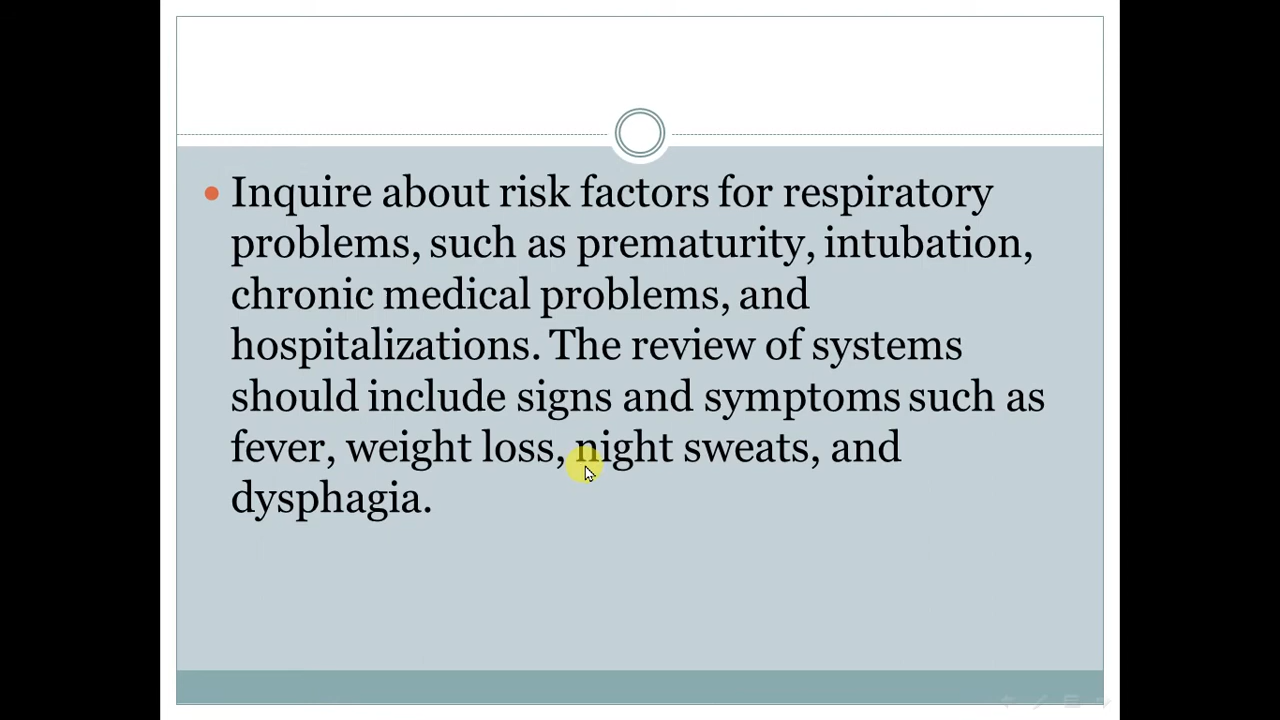 Inquire about risk factors for respiratory
problems, such as prematurity, intubation,
chronic medical problems, and
hospitalizations. The review of systems
should include signs and symptoms such as
fever, weight loss, night sweats, and
dysphagia.